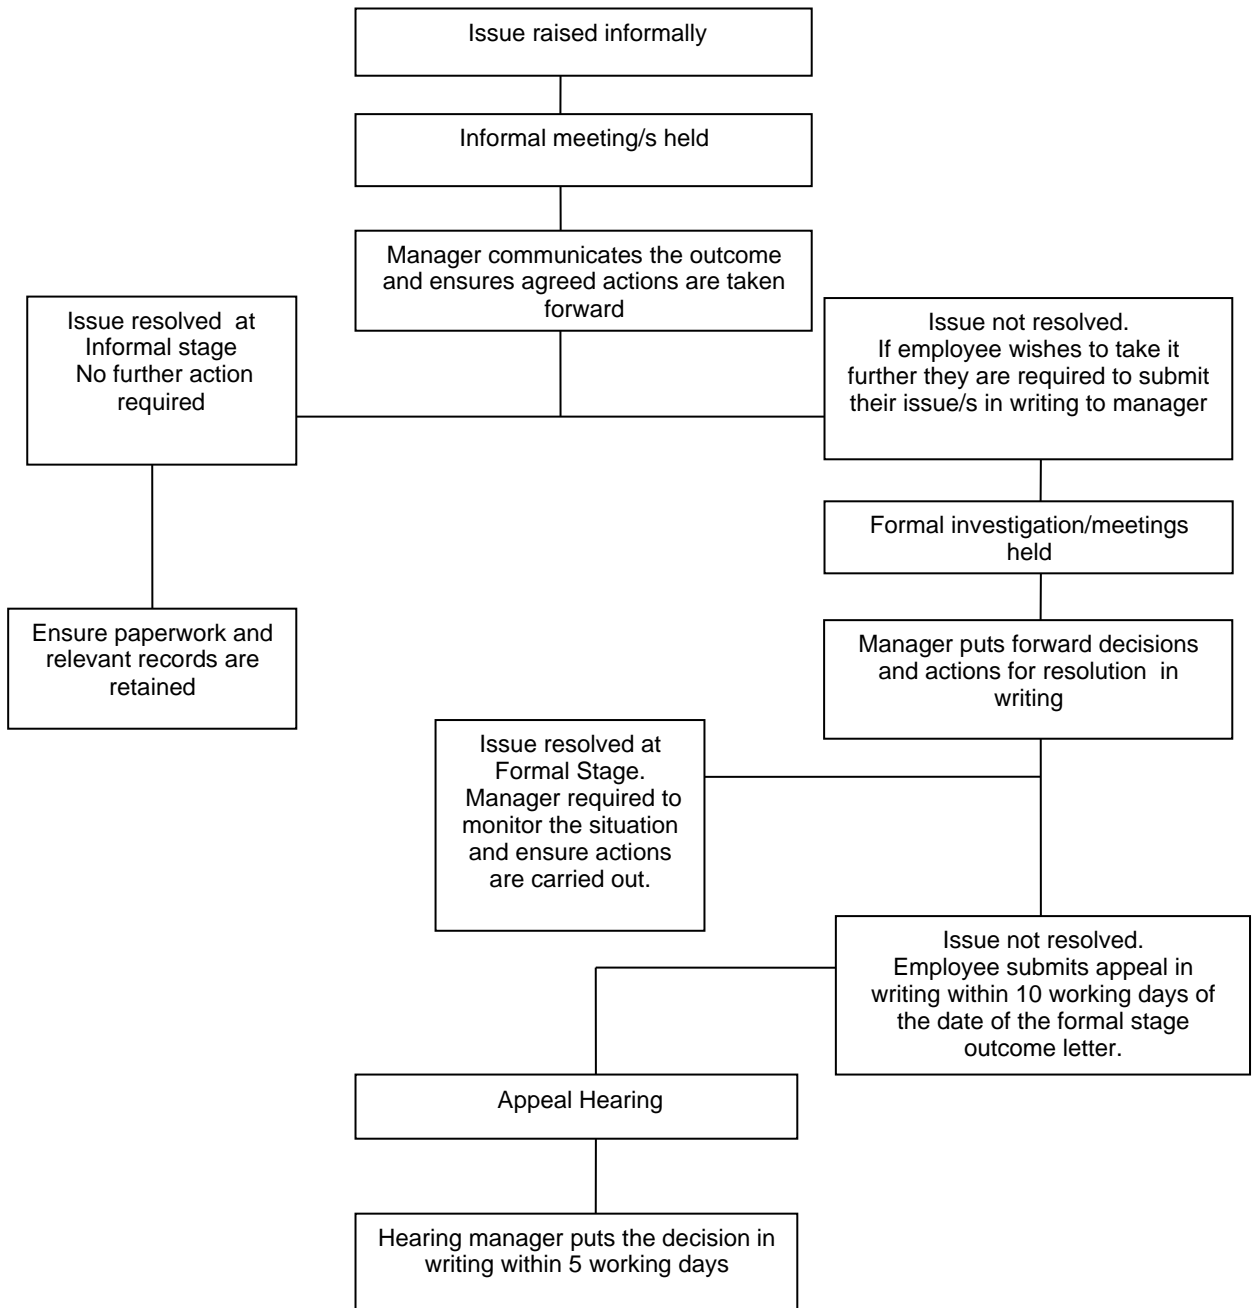 Issue raised informally
Informal meeting/s held
Manager communicates the outcome
and ensures agreed actions are taken
forward
Issue resolved at
Informal stage
No further action
required
Issue not resolved.
If employee wishes to take it
further they are required to submit
their issue/s in writing to manager
Formal investigation/meetings
held
Ensure paperwork and
relevant records are
retained
Manager puts forward decisions
and actions for resolution in
writing
Issue resolved at
Formal Stage.
Manager required to
monitor the situation
and ensure actions
are carried out.
Issue not resolved.
Employee submits appeal in
writing within 10 working days of
the date of the formal stage
outcome letter.
Appeal Hearing
Hearing manager puts the decision in
writing within 5 working days